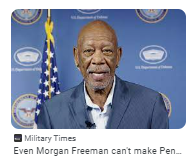 Military Times
Even Morgan Freeman can't make Pen...